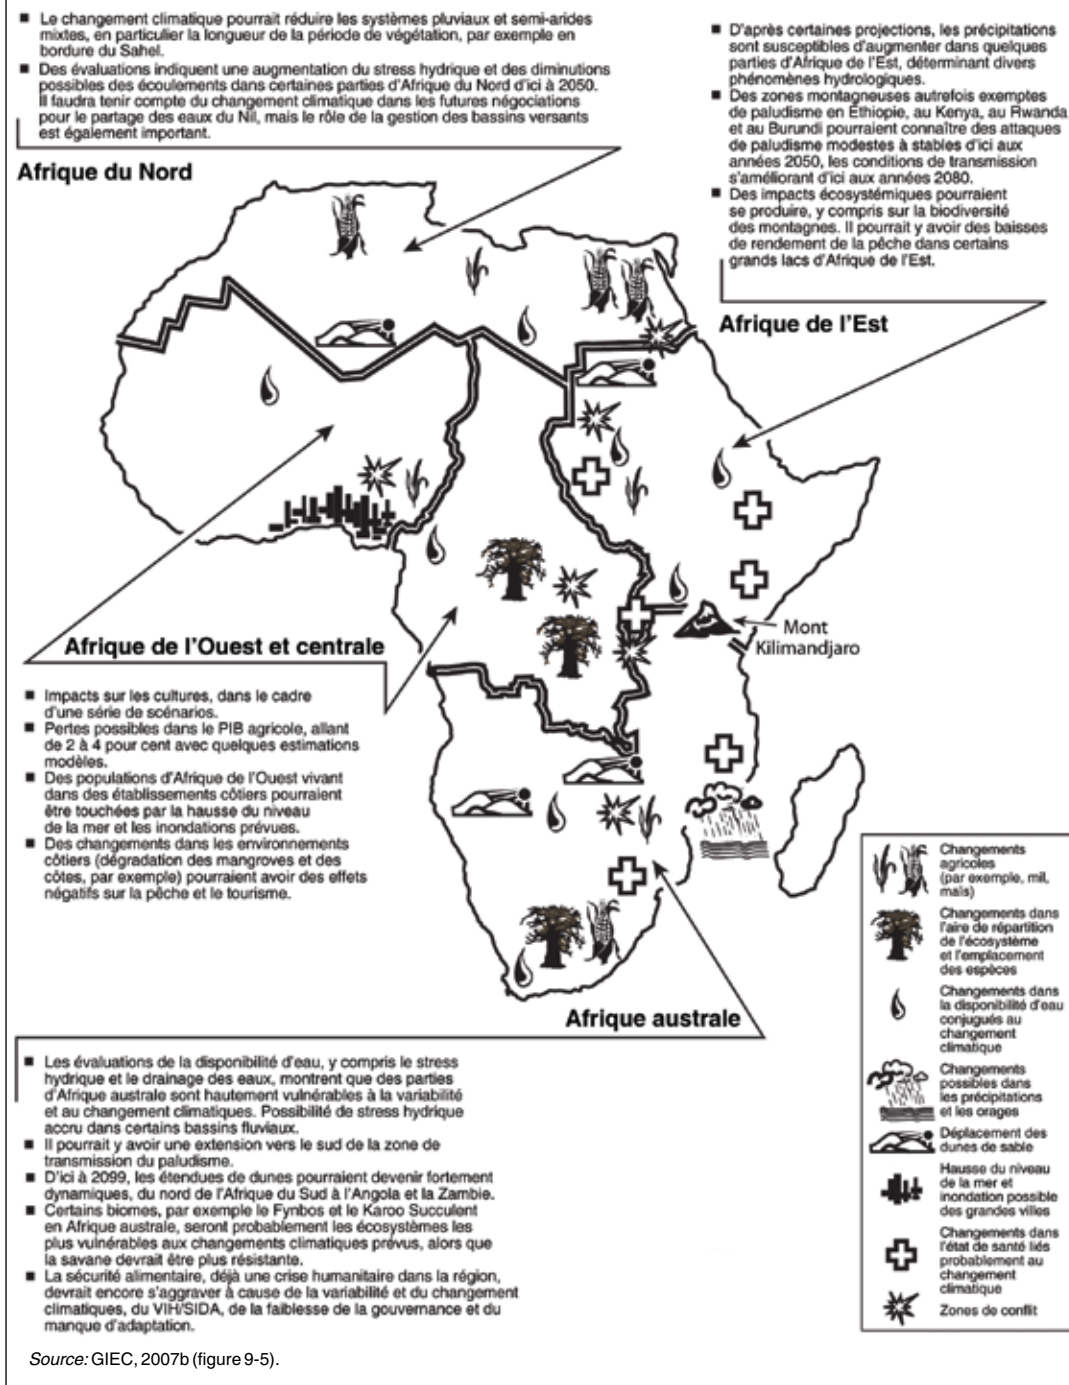 ■ Le changement climatique pourrait réduire les systèmes pluviaux et semi-arides
mixtes, en particulier la longueur de la période de végétation, par exemple en
bordure du Sahel.
■ Des évaluations indiquent une augmentation du stress hydrique et des diminutions
possibles des écoulements dans certaines parties d'Afrique du Nord d'ici à 2050.
Il faudra tenir compte du changement climatique dans les futures négociations
pour le partage des eaux du Nil, mais le rôle de la gestion des bassins versants
est également important.
Afrique du Nord
■ D'après certaines projections, les précipitations
sont susceptibles d'augmenter dans quelques
parties d'Afrique de l'Est, déterminant divers
phénomènes hydrologiques.
■ Des zones montagneuses autrefois exemptes
de paludisme en Éthiopie, au Kenya, au Rwanda
et au Burundi pourraient connaître des attaques
de paludisme modestes à stables d'ici aux
années 2050, les conditions de transmission
s'améliorant d'ici aux années 2080.
■ Des impacts écosystémiques pourraient
se produire, y compris sur la biodiversité
des montagnes. Il pourrait y avoir des baisses
de rendement de la pêche dans certains
grands lacs d'Afrique de l'Est.
Afrique de l'Est
Mont
Kilimandjaro
Afrique de l'Ouest et centrale
■ Impacts sur les cultures, dans le cadre
d'une série de scénarios.
■ Pertes possibles dans le PIB agricole, allant
de 2 à 4 pour cent avec quelques estimations
modèles.
■ Des populations d'Afrique de l'Ouest vivant
dans des établissements côtiers pourraient
être touchées par la hausse du niveau
de la mer et les inondations prévues.
■ Des changements dans les environnements
côtiers (dégradation des mangroves et des
côtes, par exemple) pourraient avoir des effets
négatifs sur la pêche et le tourisme.
Afrique australe
■ Les évaluations de la disponibilité d'eau, y compris le stress
hydrique et le drainage des eaux, montrent que des parties
d'Afrique australe sont hautement vulnérables à la variabilité
et au changement climatiques. Possibilité de stress hydrique
accru dans certains bassins fluviaux.
■ Il pourrait y avoir une extension vers le sud de la zone de
transmission du paludisme.
■ D'ici à 2099, les étendues de dunes pourraient devenir fortement
dynamiques, du nord de l'Afrique du Sud à l'Angola et la Zambie.
■ Certains biomes, par exemple le Fynbos et le Karoo Succulent
en Afrique australe, seront probablement les écosystèmes les
plus vulnérables aux changements climatiques prévus, alors que
la savane devrait être plus résistante.
■ La sécurité alimentaire, déjà une crise humanitaire dans la région,
devrait encore s'aggraver à cause de la variabilité et du changement
climatiques, du VIH/SIDA, de la faiblesse de la gouvernance et du
manque d'adaptation.
Changements
agricoles
(par exemple, mil,
maïs)
Changements dans
l'aire de répartition
de l'écosystème
et l'emplacement
des espèces
Changements dans
la disponibilité d'eau
conjugués au
changement
climatique
Changements
possibles dans
les précipitations
et les orages
Déplacement des
dunes de sable
Hausse du niveau
de la mer et
inondation possible
des grandes villes
Changements dans
l'état de santé liés
probablement au
changement
climatique
Zones de conflit
Source: GIEC, 2007b (figure 9-5).